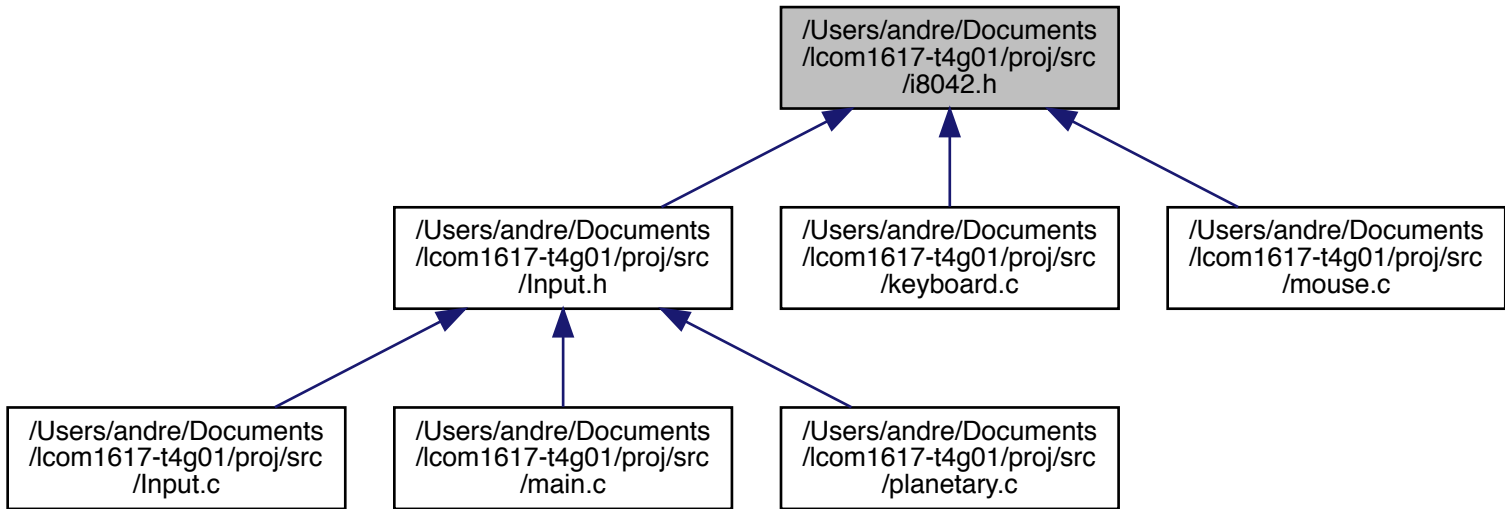 /Users/andre/Documents
/lcom1617-t4g01/proj/src
/i8042.h
/Users/andre/Documents
/lcom1617-t4g01/proj/src
/Input.h
/Users/andre/Documents
/lcom1617-t4g01/proj/src
/keyboard.c
/Users/andre/Documents
/lcom1617-t4g01/proj/src
/mouse.c
/Users/andre/Documents
/lcom1617-t4g01/proj/src
/Input.c
/Users/andre/Documents
/lcom1617-t4g01/proj/src
/main.c
/Users/andre/Documents
/lcom1617-t4g01/proj/src
/planetary.c